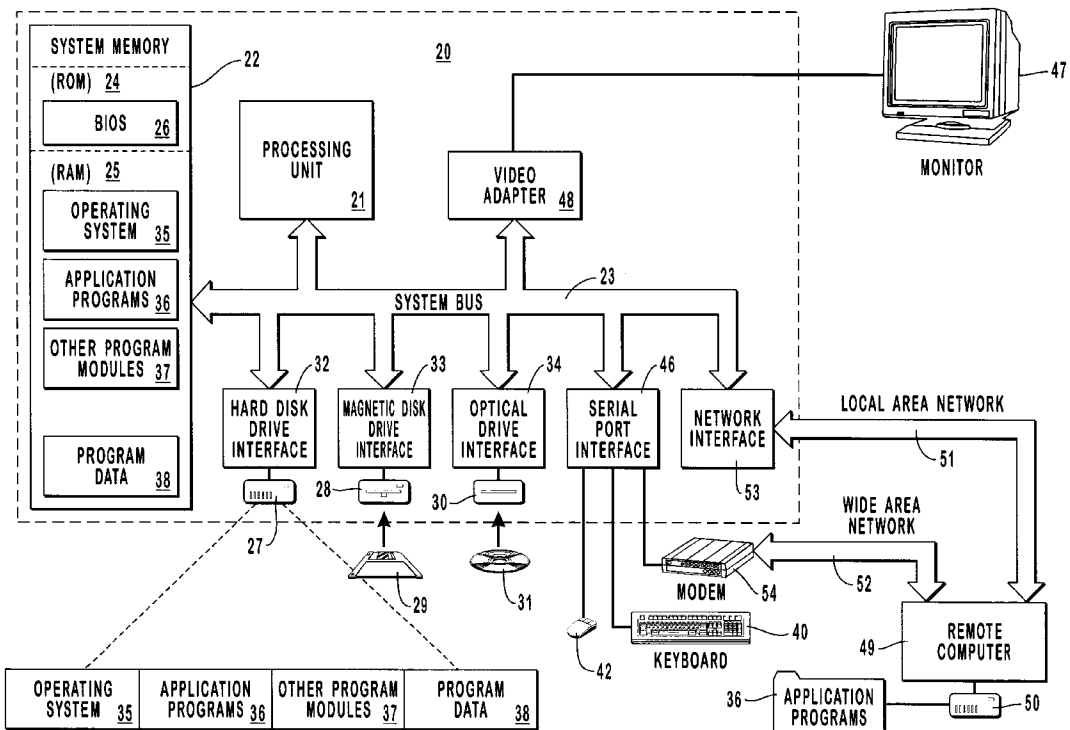 SYSTEM MEMORY
22
(ROM) 24
BIOS 26
(RAM) 25
OPERATING
SYSTEM 35
APPLICATION
PROGRAMS 36
OTHER PROGRAM
MODULES 37
PROGRAM
DATA 38
20
PROCESSING
UNIT
21
VIDEO
ADAPTER
48
47
MONITOR
23
SYSTEM BUS
32
HARD DISK
DRIVE
INTERFACE
33
MAGNETIC DISK
DRIVE
INTERFACE
34
OPTICAL
DRIVE
INTERFACE
46
SERIAL
PORT
INTERFACE
NETWORK
INTERFACE
53
LOCAL AREA NETWORK
51
27
28
30
29
31
WIDE AREA
NETWORK
52
MODEM
54
42
40
KEYBOARD
49
REMOTE
COMPUTER
50
36
APPLICATION
PROGRAMS
OPERATING
SYSTEM 35
APPLICATION
PROGRAMS 36
OTHER PROGRAM
MODULES 37
PROGRAM
DATA 38